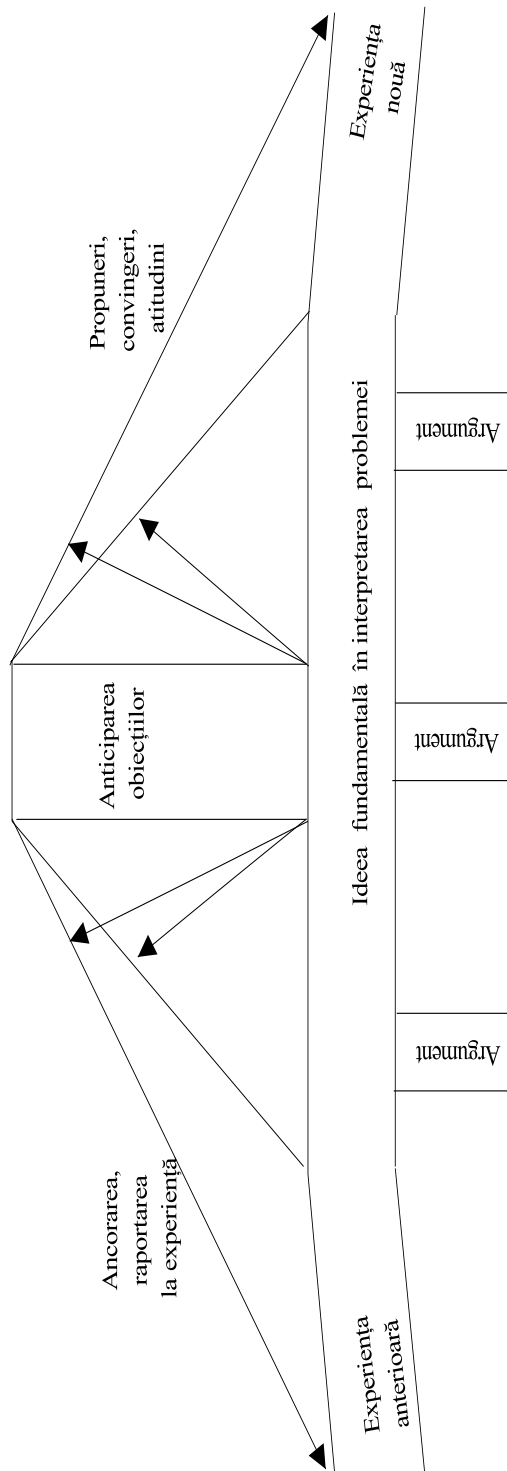 Ancorarea,
raportarea
la experiență
Anticiparea
obiecțiilor
Propuneri,
convingeri,
atitudini
Experiența
anterioară
Ideea fundamentală în interpretarea problemei
Experiența
nouă
Argument
Argument
Argument